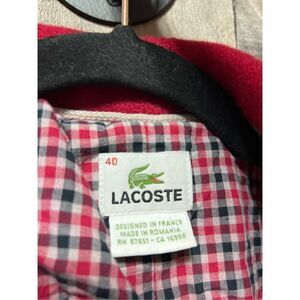 40
LACOSTE
DESIGNED IN FRANCE
MADE IN ROMANIA
RN 87851 - CA 16998